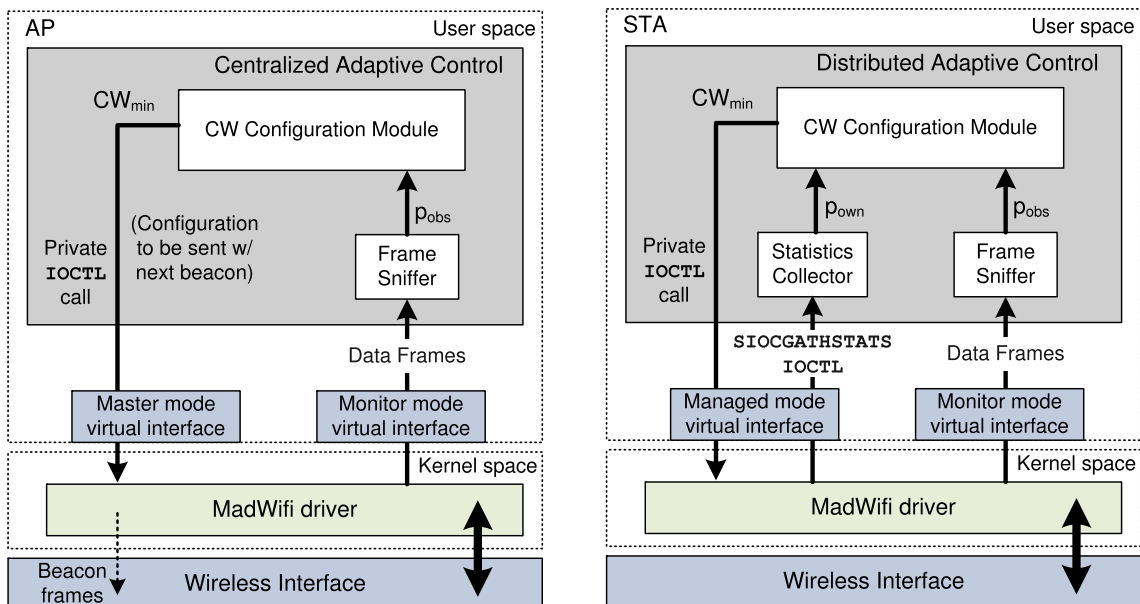 AP
User space
Centralized Adaptive Control
CWmin
CW Configuration Module
pobs
(Configuration
to be sent w/
next beacon)
Private
IOCTL
call
Frame
Sniffer
Data Frames
Master mode
virtual interface
Monitor mode
virtual interface
Kernel space
MadWifi driver
Beacon
frames
Wireless Interface
STA
User space
Distributed Adaptive Control
CWmin
CW Configuration Module
pown
pobs
Private
IOCTL
call
Statistics
Collector
Frame
Sniffer
SIOCGATHSTATS
IOCTL
Data Frames
Managed mode
virtual interface
Monitor mode
virtual interface
Kernel space
MadWifi driver
Wireless Interface